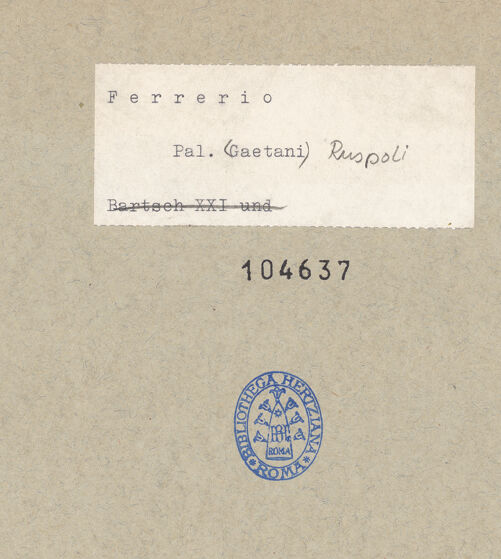 Ferrerio
Pal. (Gaetani) Ruspoli
Bartsch XXI und
104637
BIBLIOTHECA HERTZIANA
ROMA
ROMA